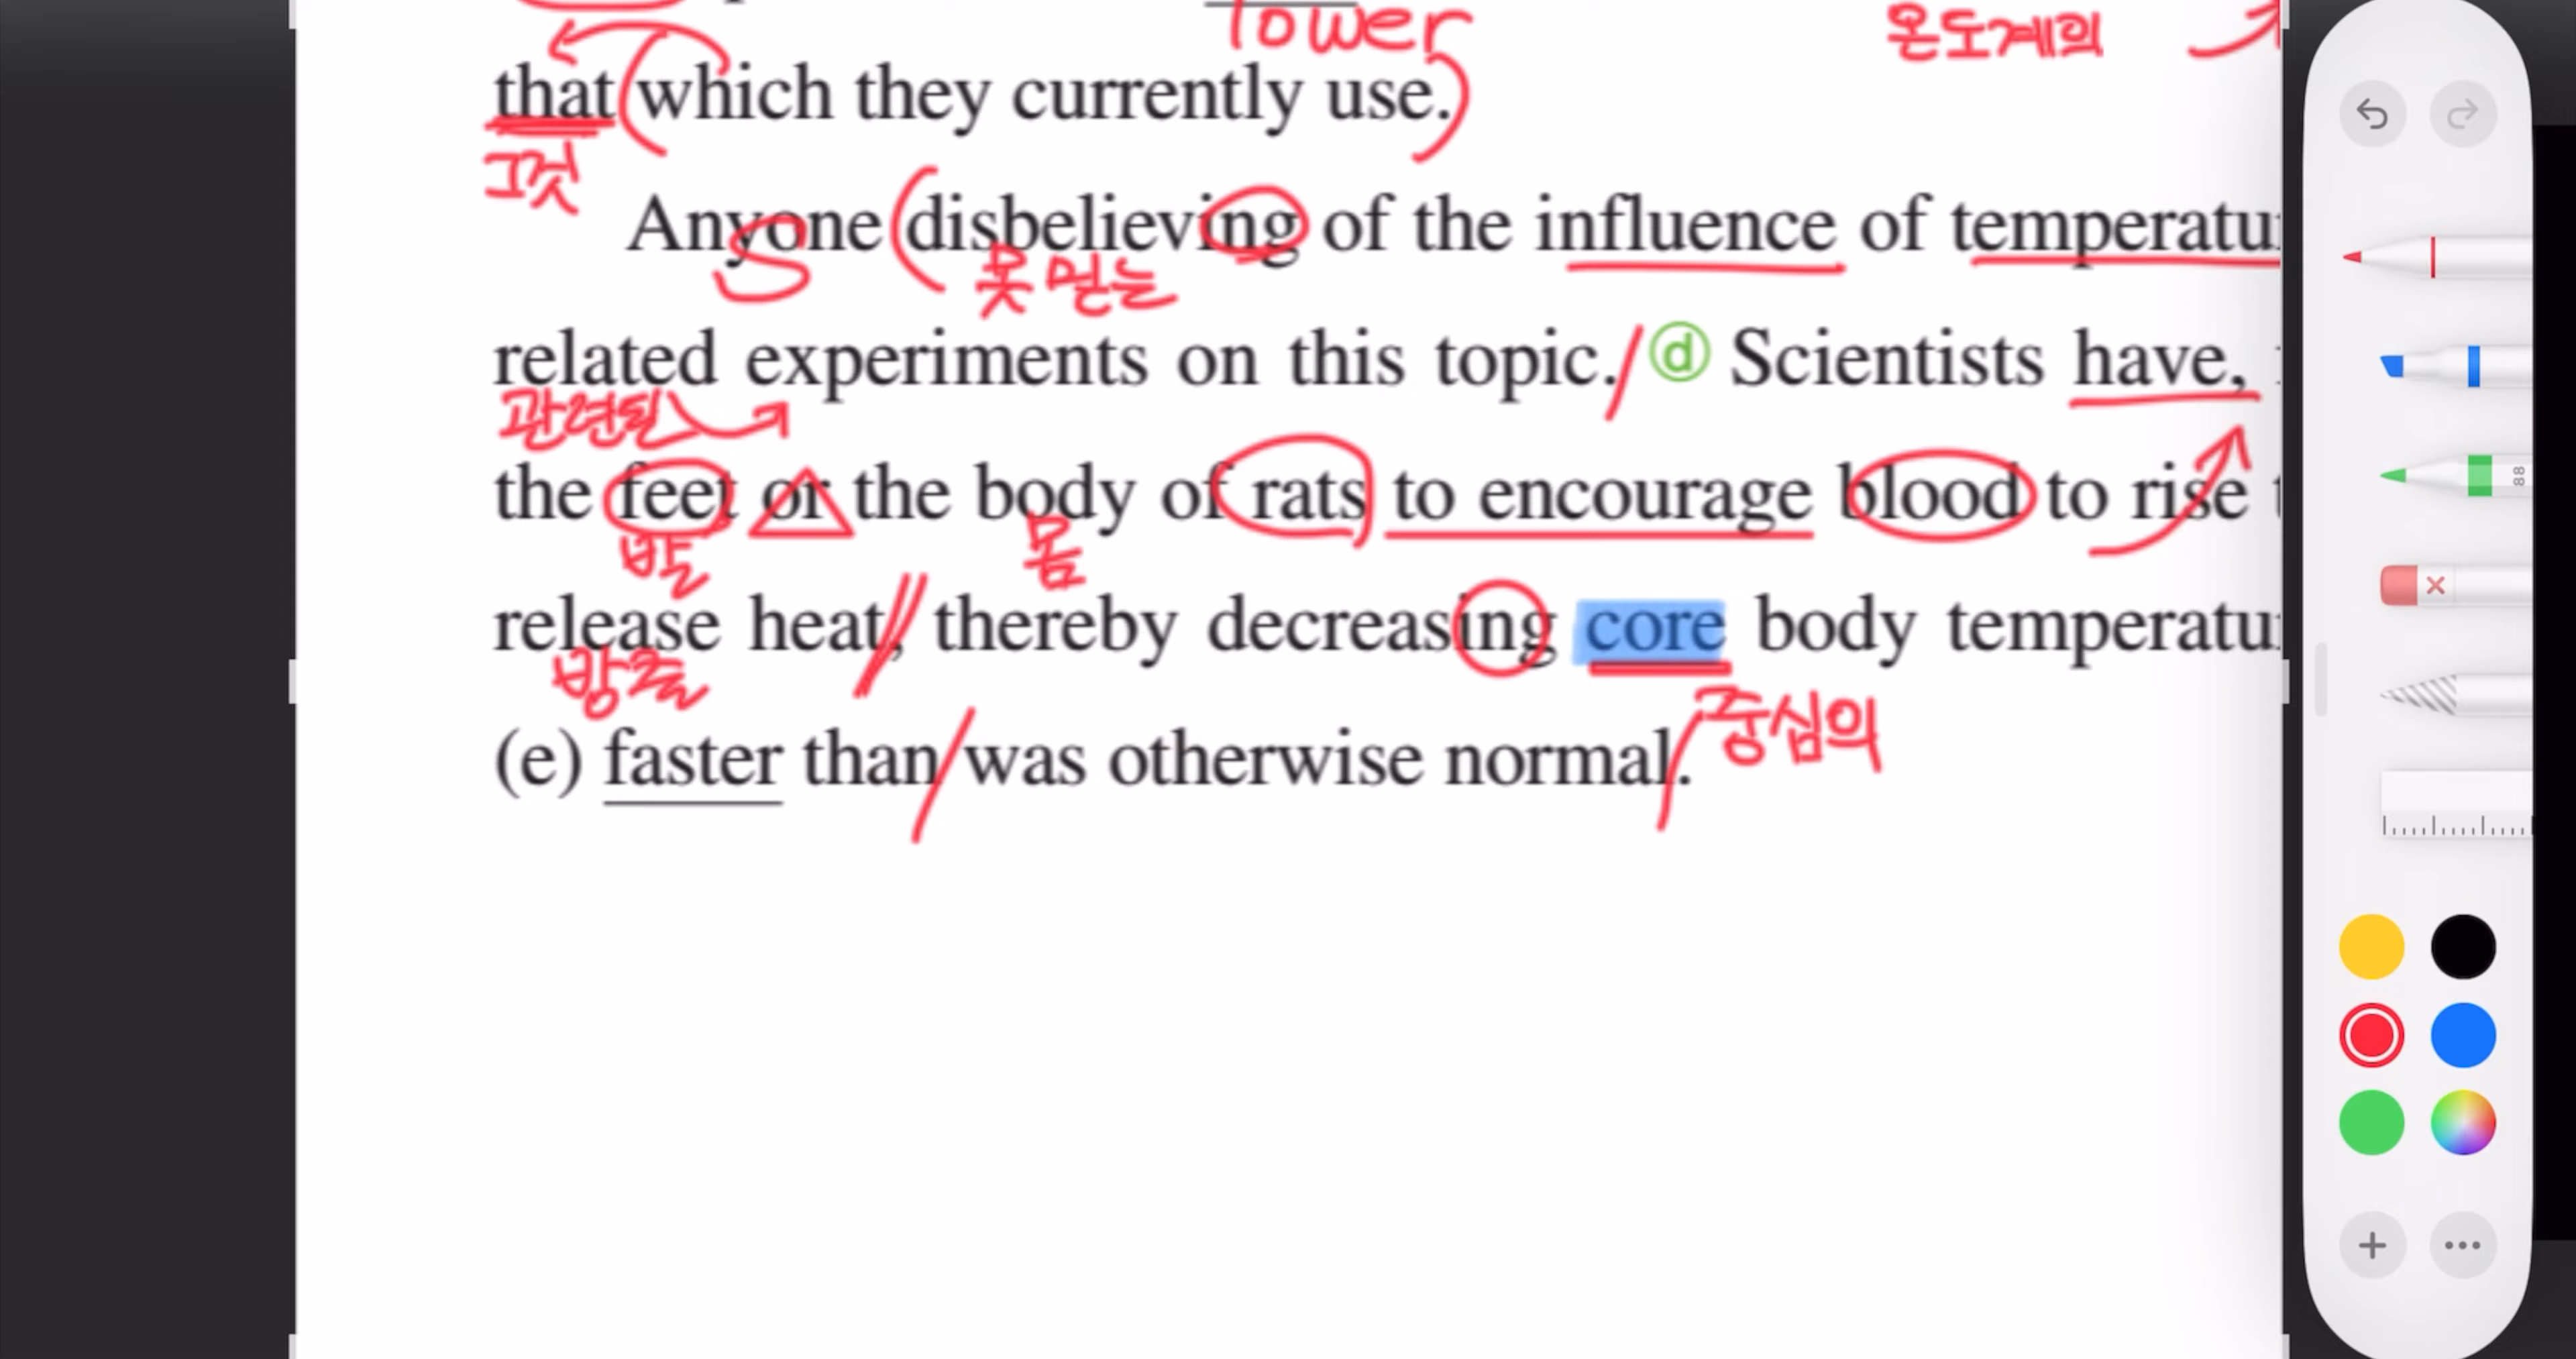 lower 온도계의
that which they currently use.
그것
Anyone disbelieving of the influence of temperatu
S 못 믿는
related experiments on this topic. ⓓ Scientists have,
관련된
the feet or the body of rats to encourage blood to rise t
발 몸
release heat, thereby decreasing core body temperatu
방출 중심의
(e) faster than was otherwise normal.
88